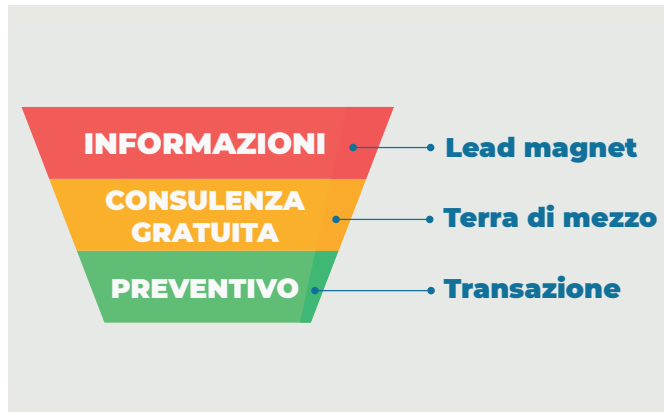 INFORMAZIONI
Lead magnet
CONSULENZA
GRATUITA
Terra di mezzo
PREVENTIVO
Transazione